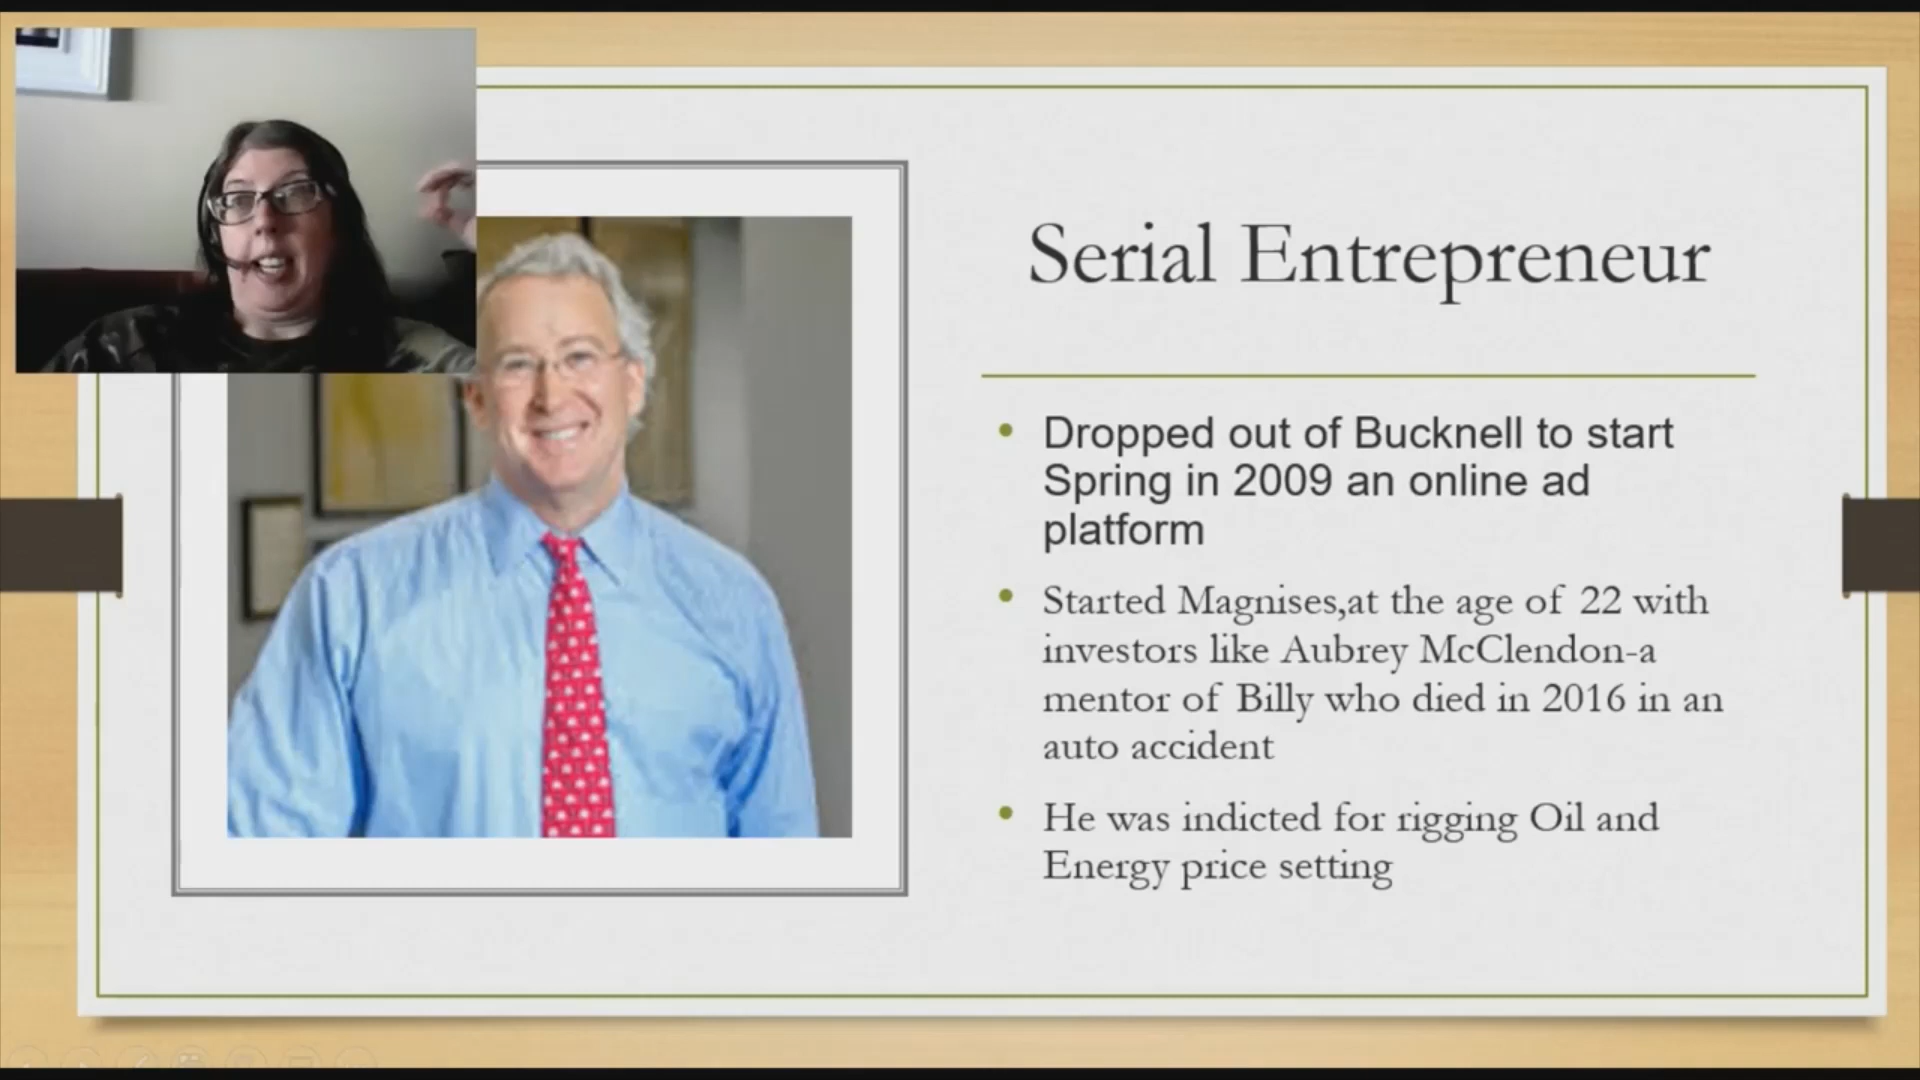 Serial Entrepreneur
Dropped out of Bucknell to start
Spring in 2009 an online ad
platform
Started Magnises,at the age of 22 with
investors like Aubrey McClendon-a
mentor of Billy who died in 2016 in an
auto accident
He was indicted for rigging Oil and
Energy price setting